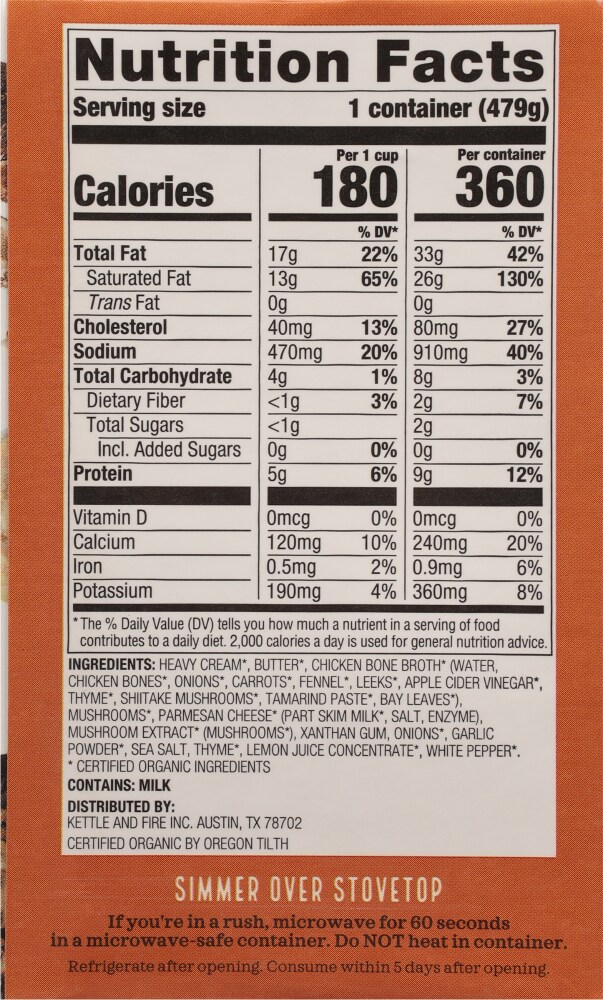 Nutrition Facts
Serving size 1 container (479g)
Per 1 cup Per container
Calories 180 360
% DV* % DV*
Total Fat 17g 22% 33g 42%
Saturated Fat 13g 65% 26g 130%
Trans Fat 0g 0g
Cholesterol 40mg 13% 80mg 27%
Sodium 470mg 20% 910mg 40%
Total Carbohydrate 4g 1% 8g 3%
Dietary Fiber <1g 3% 2g 7%
Total Sugars <1g 2g
Incl. Added Sugars 0g 0% 0g 0%
Protein 5g 6% 9g 12%
Vitamin D 0mcg 0% 0mcg 0%
Calcium 120mg 10% 240mg 20%
Iron 0.5mg 2% 0.9mg 6%
Potassium 190mg 4% 360mg 8%
* The % Daily Value (DV) tells you how much a nutrient in a serving of food
contributes to a daily diet. 2,000 calories a day is used for general nutrition advice.
INGREDIENTS: HEAVY CREAM*, BUTTER*, CHICKEN BONE BROTH* (WATER,
CHICKEN BONES*, ONIONS*, CARROTS*, FENNEL*, LEEKS*, APPLE CIDER VINEGAR*,
THYME*, SHIITAKE MUSHROOMS*, TAMARIND PASTE*, BAY LEAVES*),
MUSHROOMS*, PARMESAN CHEESE* (PART SKIM MILK*, SALT, ENZYME),
MUSHROOM EXTRACT* (MUSHROOMS*), XANTHAN GUM, ONIONS*, GARLIC
POWDER*, SEA SALT, THYME*, LEMON JUICE CONCENTRATE*, WHITE PEPPER*.
* CERTIFIED ORGANIC INGREDIENTS
CONTAINS: MILK
DISTRIBUTED BY:
KETTLE AND FIRE INC. AUSTIN, TX 78702
CERTIFIED ORGANIC BY OREGON TILTH
SIMMER OVER STOVETOP
If you're in a rush, microwave for 60 seconds
in a microwave-safe container. Do NOT heat in container.
Refrigerate after opening. Consume within 5 days after opening.